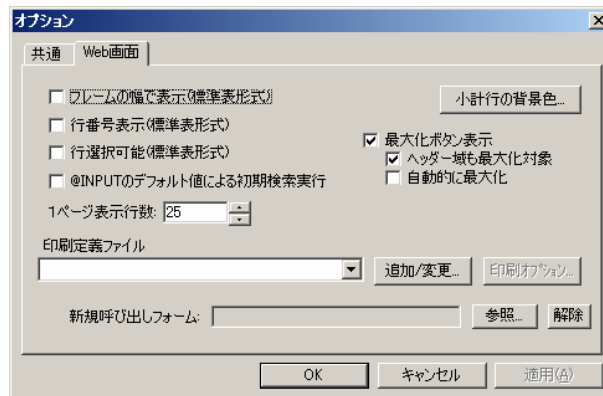 オプション
共通 Web画面
フレームの幅で表示(標準表形式)
小計行の背景色...
行番号表示(標準表形式)
最大化ボタン表示
行選択可能(標準表形式)
ヘッダー域も最大化対象
@INPUTのデフォルト値による初期検索実行
自動的に最大化
1ページ表示行数: 25
印刷定義ファイル
追加/変更... 印刷オプション...
新規呼び出しフォーム: 参照... 解除
OK キャンセル 適用(A)